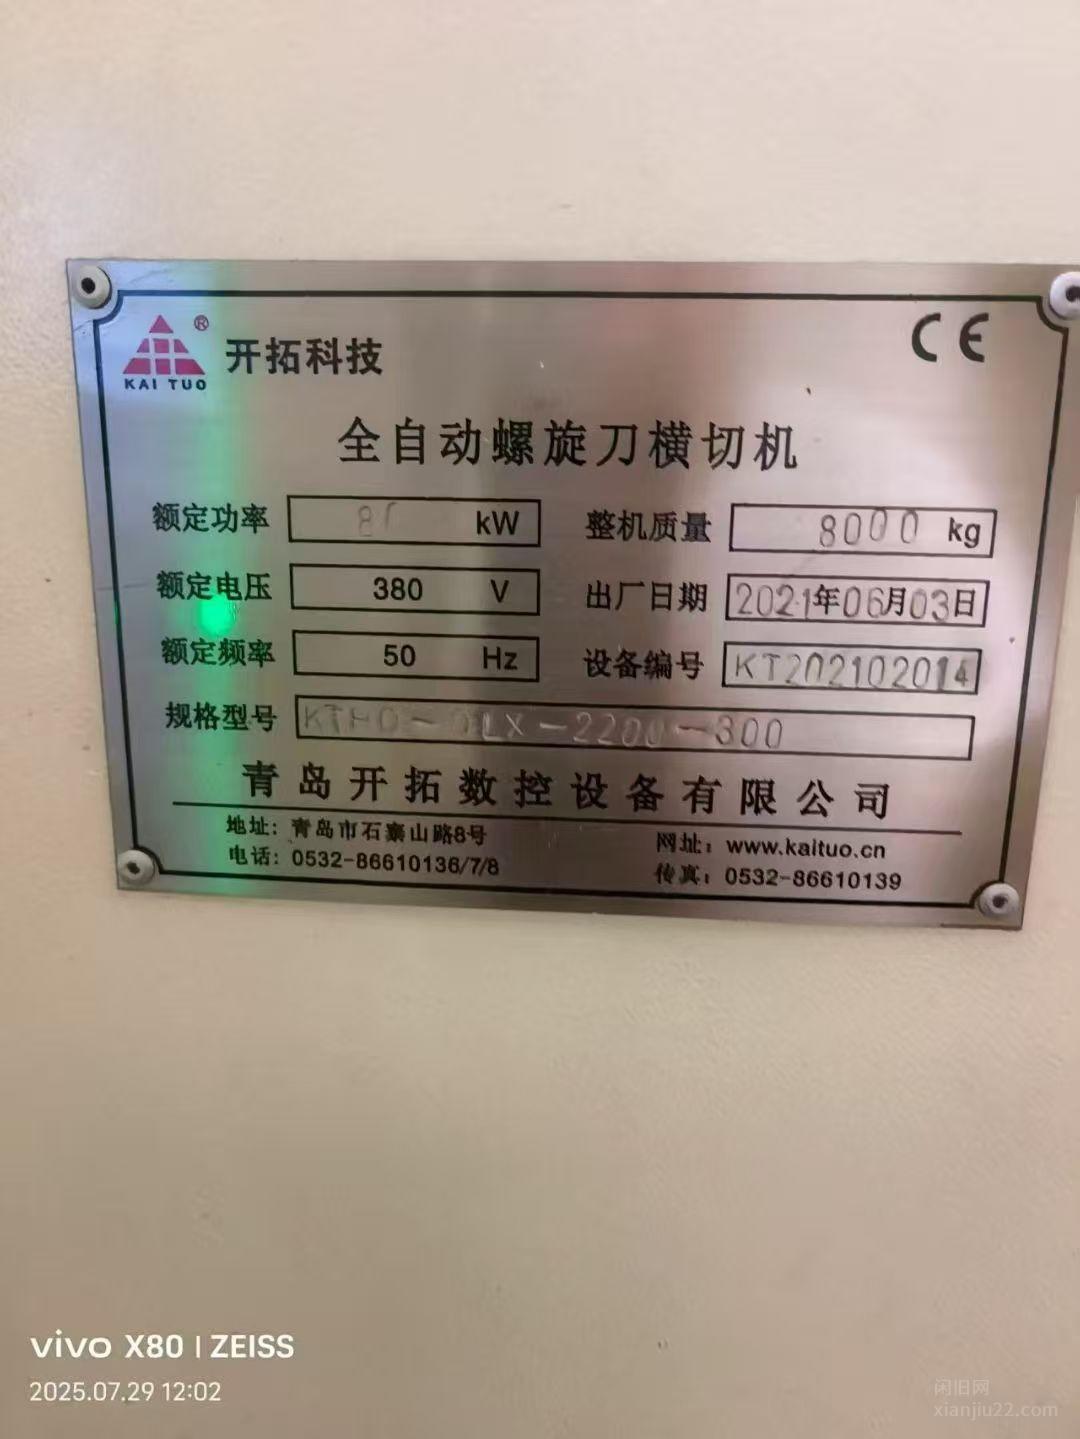 ® 开拓科技
KAI TUO
CE
全自动螺旋刀横切机
额定功率 kW 整机质量 8000 kg
额定电压 380 V 出厂日期 2021年06月03日
额定频率 50 Hz 设备编号 KT202102014
规格型号
青岛开拓数控设备有限公司
地址：青岛市石寨山路8号 网址：www.kaituo.cn
电话：0532-86610136/7/8 传真：0532-86610139
vivo X80 | ZEISS
2025.07.29 12:02
闲旧网
xianjiu22.com